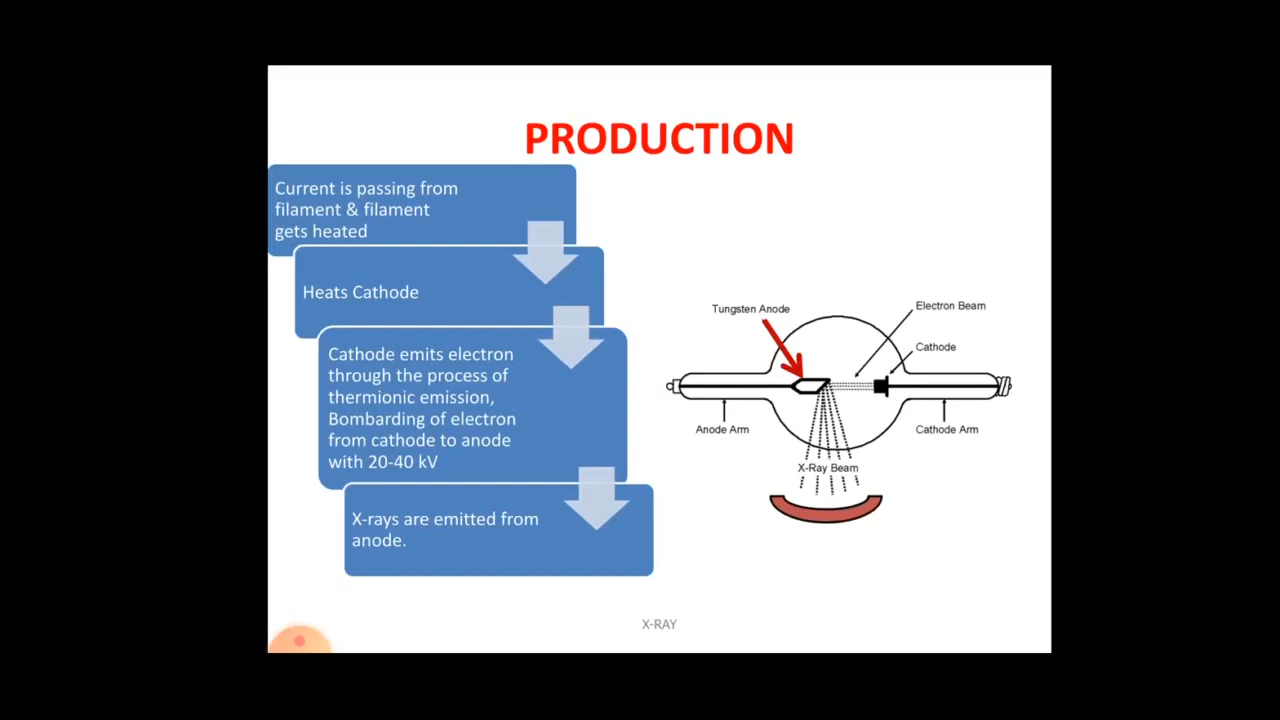 PRODUCTION
Current is passing from
filament & filament
gets heated
Heats Cathode
Cathode emits electron
through the process of
thermionic emission,
Bombarding of electron
from cathode to anode
with 20-40 kV
X-rays are emitted from
anode.
Tungsten Anode
Electron Beam
Cathode
Anode Arm
Cathode Arm
X-Ray Beam
X-RAY